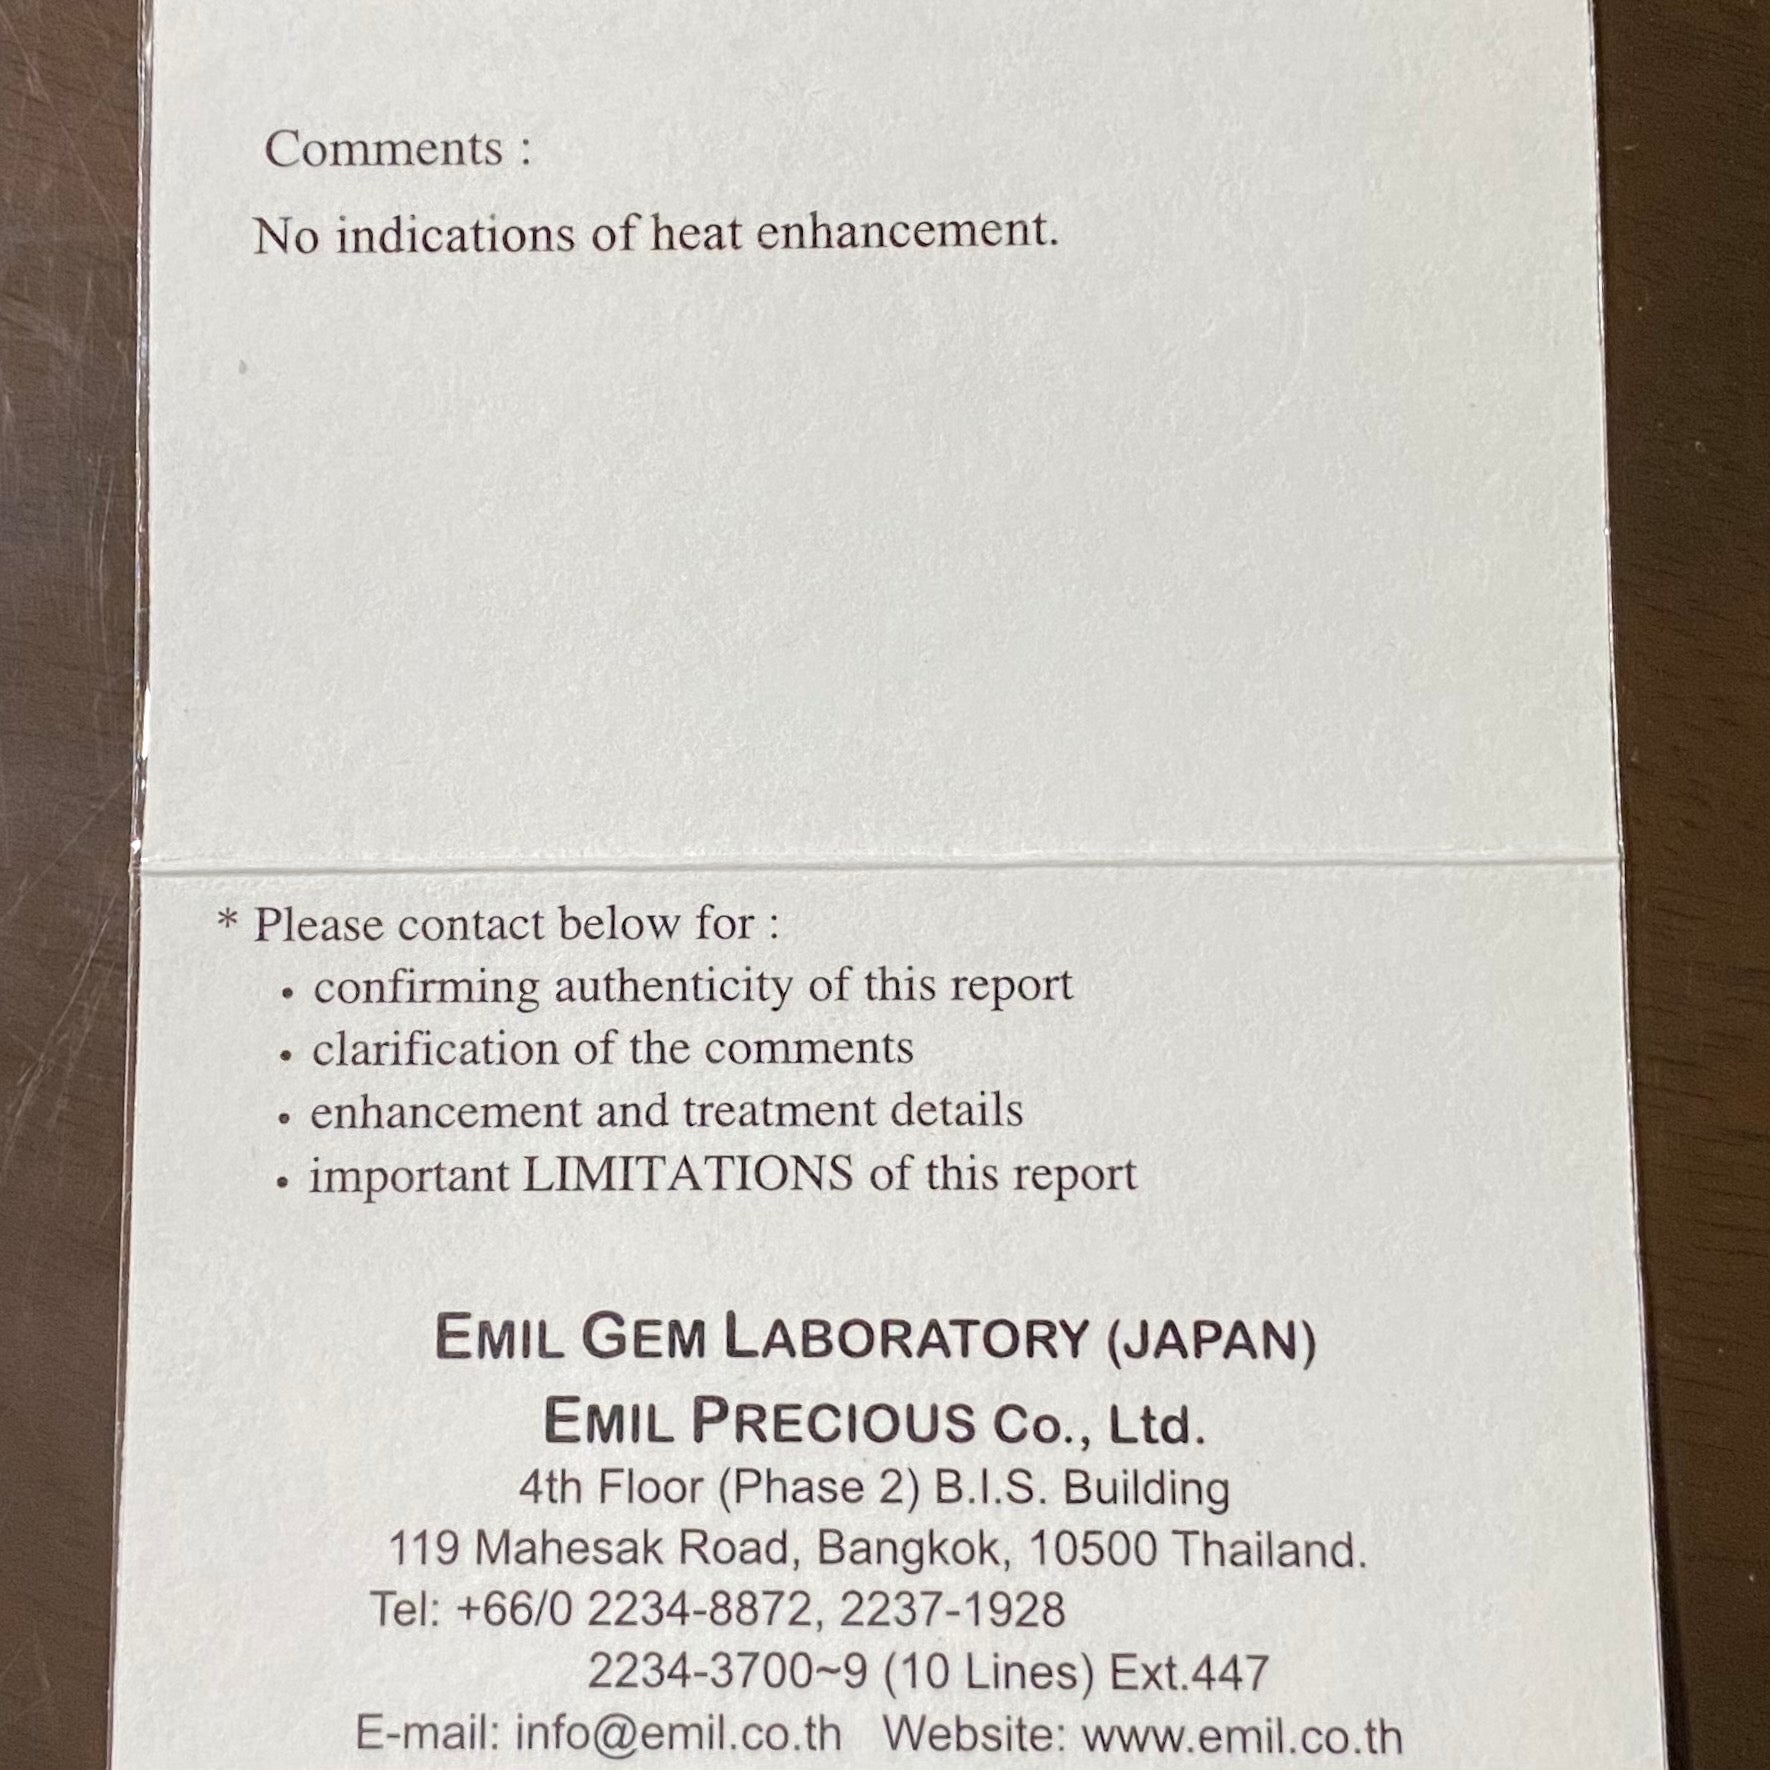 Comments :
No indications of heat enhancement.
* Please contact below for :
• confirming authenticity of this report
• clarification of the comments
• enhancement and treatment details
• important LIMITATIONS of this report
EMIL GEM LABORATORY (JAPAN)
EMIL PRECIOUS Co., Ltd.
4th Floor (Phase 2) B.I.S. Building
119 Mahesak Road, Bangkok, 10500 Thailand.
Tel: +66/0 2234-8872, 2237-1928
2234-3700~9 (10 Lines) Ext.447
E-mail: info@emil.co.th Website: www.emil.co.th